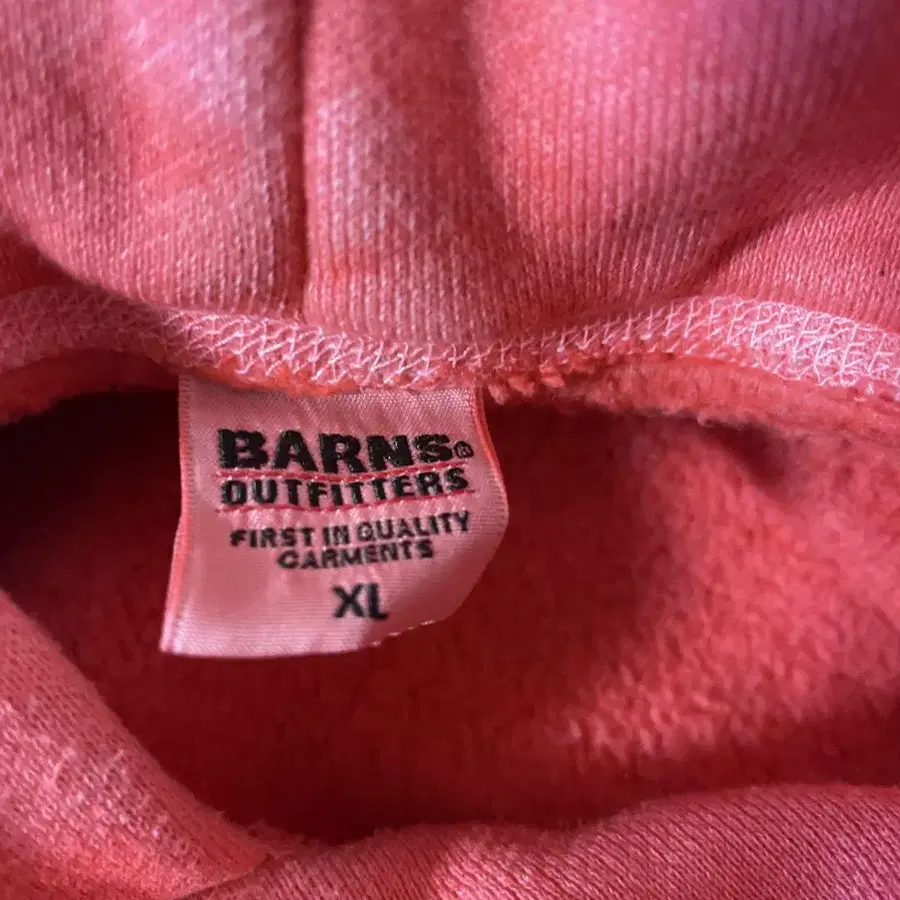 BARNS®
OUTFITTERS
FIRST IN QUALITY
GARMENTS
XL